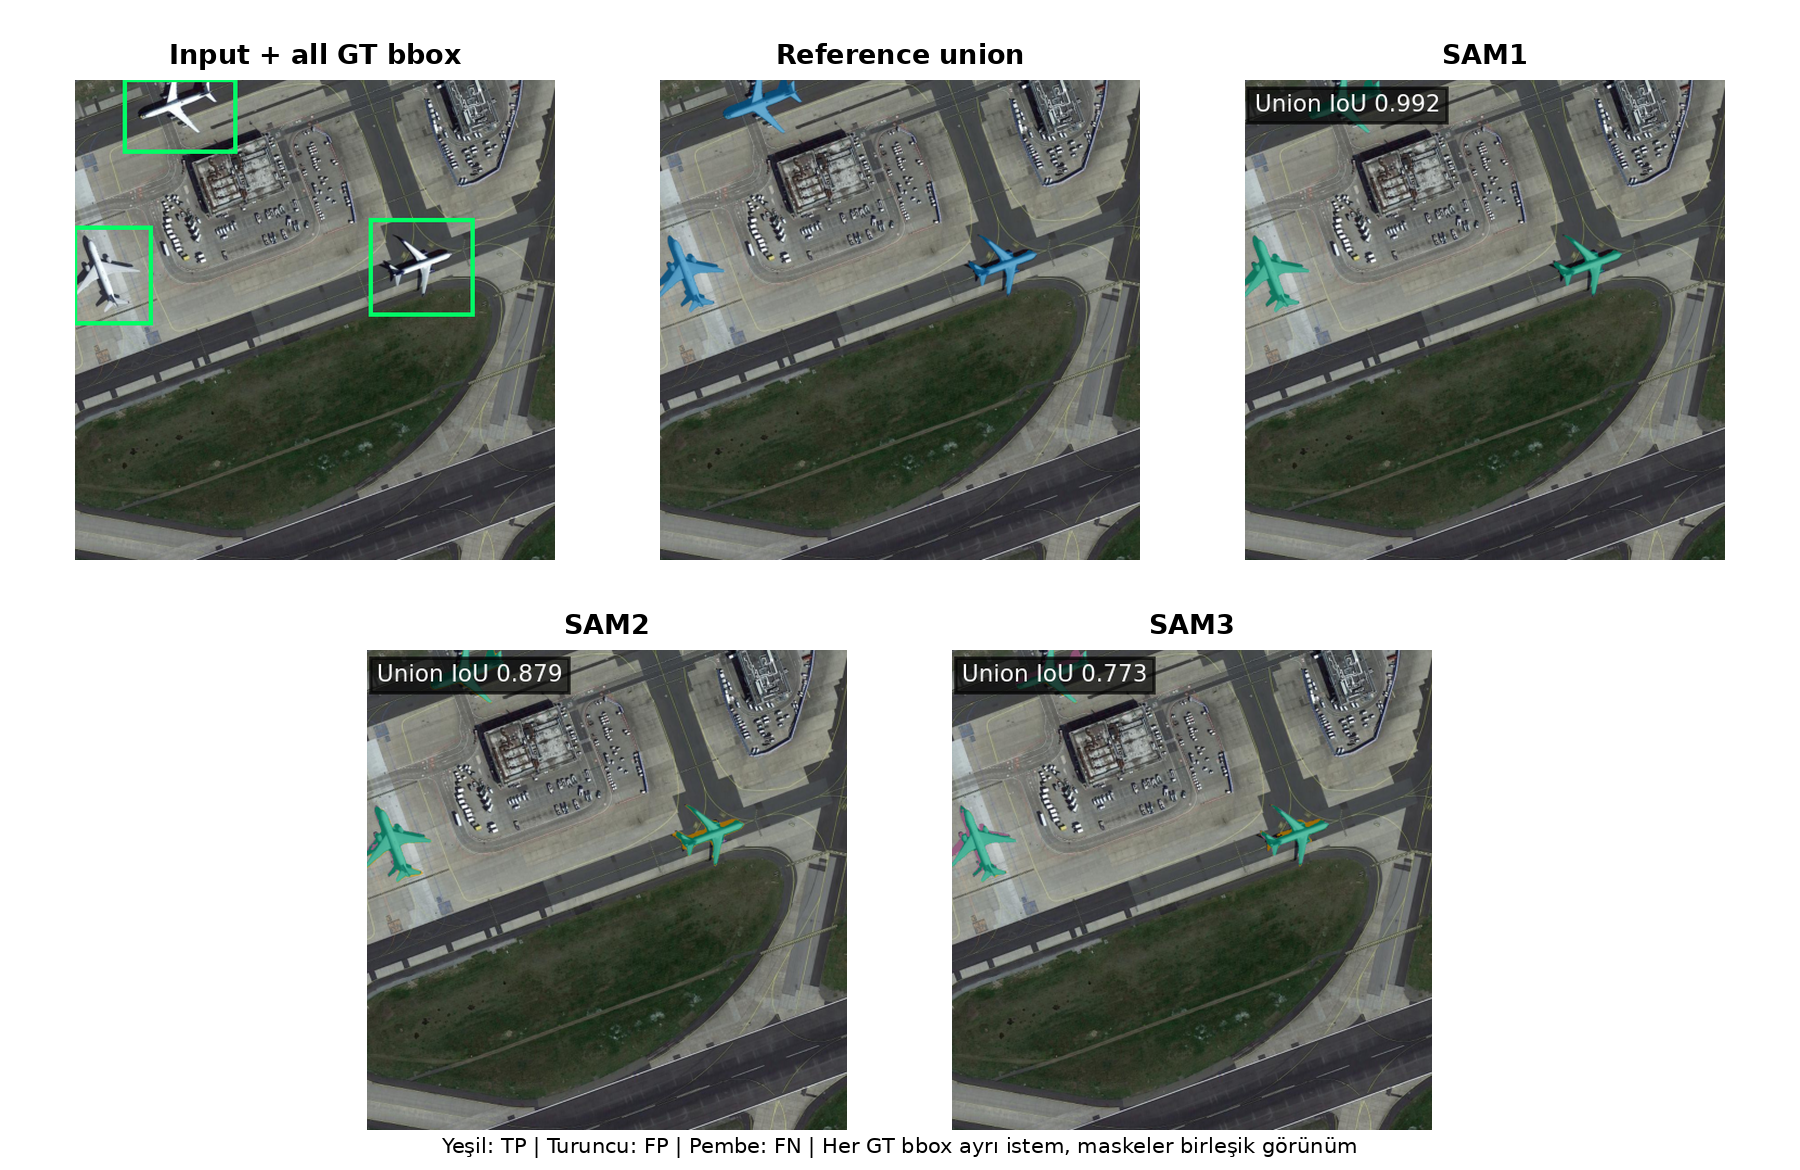 Input + all GT bbox
Reference union
SAM1
Union IoU 0.992
SAM2
SAM3
Union IoU 0.879
Union IoU 0.773
Yeşil: TP | Turuncu: FP | Pembe: FN | Her GT bbox ayrı istem, maskeler birleşik görünüm